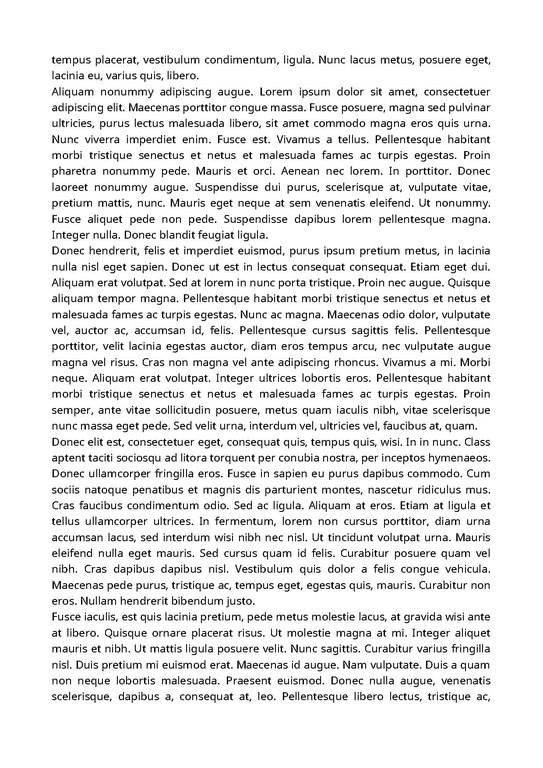 tempus placerat, vestibulum condimentum, ligula. Nunc lacus metus, posuere eget,
lacinia eu, varius quis, libero.
Aliquam nonummy adipiscing augue. Lorem ipsum dolor sit amet, consectetuer
adipiscing elit. Maecenas porttitor congue massa. Fusce posuere, magna sed pulvinar
ultricies, purus lectus malesuada libero, sit amet commodo magna eros quis urna.
Nunc viverra imperdiet enim. Fusce est. Vivamus a tellus. Pellentesque habitant
morbi tristique senectus et netus et malesuada fames ac turpis egestas. Proin
pharetra nonummy pede. Mauris et orci. Aenean nec lorem. In porttitor. Donec
laoreet nonummy augue. Suspendisse dui purus, scelerisque at, vulputate vitae,
pretium mattis, nunc. Mauris eget neque at sem venenatis eleifend. Ut nonummy.
Fusce aliquet pede non pede. Suspendisse dapibus lorem pellentesque magna.
Integer nulla. Donec blandit feugiat ligula.
Donec hendrerit, felis et imperdiet euismod, purus ipsum pretium metus, in lacinia
nulla nisl eget sapien. Donec ut est in lectus consequat consequat. Etiam eget dui.
Aliquam erat volutpat. Sed at lorem in nunc porta tristique. Proin nec augue. Quisque
aliquam tempor magna. Pellentesque habitant morbi tristique senectus et netus et
malesuada fames ac turpis egestas. Nunc ac magna. Maecenas odio dolor, vulputate
vel, auctor ac, accumsan id, felis. Pellentesque cursus sagittis felis. Pellentesque
porttitor, velit lacinia egestas auctor, diam eros tempus arcu, nec vulputate augue
magna vel risus. Cras non magna vel ante adipiscing rhoncus. Vivamus a mi. Morbi
neque. Aliquam erat volutpat. Integer ultrices lobortis eros. Pellentesque habitant
morbi tristique senectus et netus et malesuada fames ac turpis egestas. Proin
semper, ante vitae sollicitudin posuere, metus quam iaculis nibh, vitae scelerisque
nunc massa eget pede. Sed velit urna, interdum vel, ultricies vel, faucibus at, quam.
Donec elit est, consectetuer eget, consequat quis, tempus quis, wisi. In in nunc. Class
aptent taciti sociosqu ad litora torquent per conubia nostra, per inceptos hymenaeos.
Donec ullamcorper fringilla eros. Fusce in sapien eu purus dapibus commodo. Cum
sociis natoque penatibus et magnis dis parturient montes, nascetur ridiculus mus.
Cras faucibus condimentum odio. Sed ac ligula. Aliquam at eros. Etiam at ligula et
tellus ullamcorper ultrices. In fermentum, lorem non cursus porttitor, diam urna
accumsan lacus, sed interdum wisi nibh nec nisl. Ut tincidunt volutpat urna. Mauris
eleifend nulla eget mauris. Sed cursus quam id felis. Curabitur posuere quam vel
nibh. Cras dapibus dapibus nisl. Vestibulum quis dolor a felis congue vehicula.
Maecenas pede purus, tristique ac, tempus eget, egestas quis, mauris. Curabitur non
eros. Nullam hendrerit bibendum justo.
Fusce iaculis, est quis lacinia pretium, pede metus molestie lacus, at gravida wisi ante
at libero. Quisque ornare placerat risus. Ut molestie magna at mi. Integer aliquet
mauris et nibh. Ut mattis ligula posuere velit. Nunc sagittis. Curabitur varius fringilla
nisl. Duis pretium mi euismod erat. Maecenas id augue. Nam vulputate. Duis a quam
non neque lobortis malesuada. Praesent euismod. Donec nulla augue, venenatis
scelerisque, dapibus a, consequat at, leo. Pellentesque libero lectus, tristique ac,